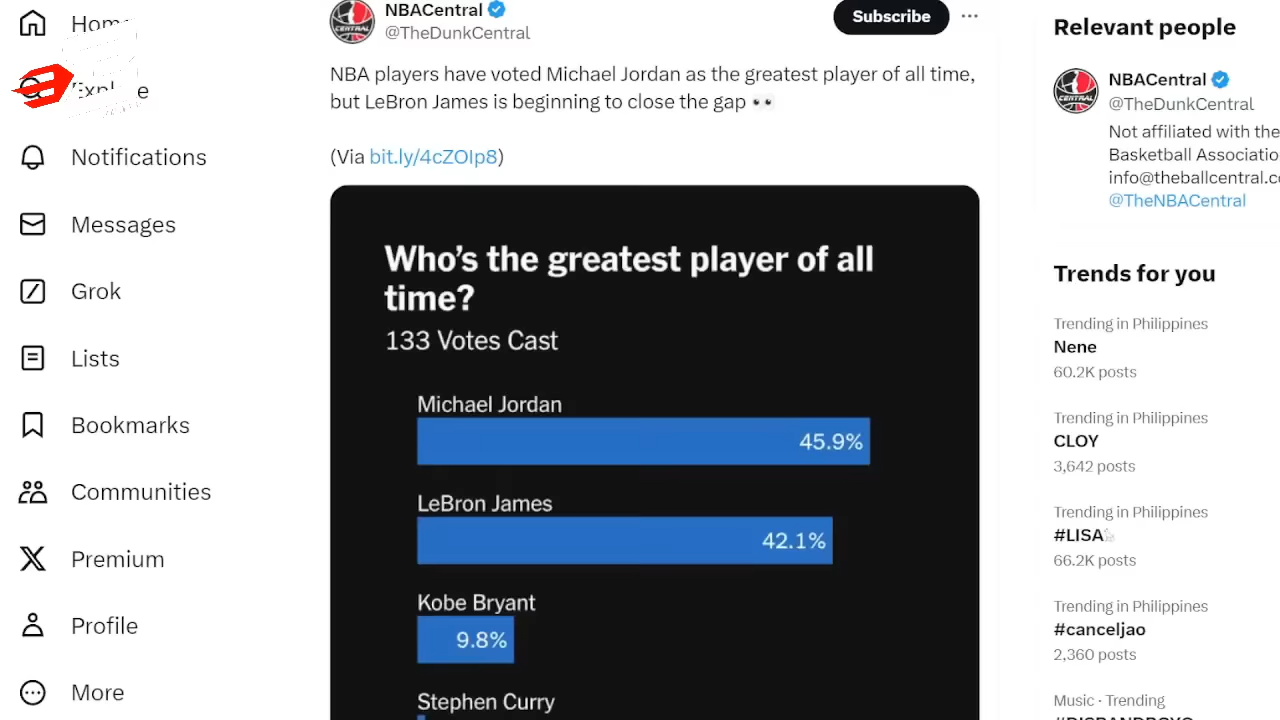 Home
Explore
Notifications
Messages
Grok
Lists
Bookmarks
Communities
Premium
Profile
More
NBACentral
@TheDunkCentral
Subscribe
NBA players have voted Michael Jordan as the greatest player of all time,
but LeBron James is beginning to close the gap 👀
(Via bit.ly/4cZOIp8)
Who's the greatest player of all
time?
133 Votes Cast
Michael Jordan
45.9%
LeBron James
42.1%
Kobe Bryant
9.8%
Stephen Curry
Relevant people
NBACentral
@TheDunkCentral
Not affiliated with the
Basketball Associatio
info@theballcentral.c
@TheNBACentral
Trends for you
Trending in Philippines
Nene
60.2K posts
Trending in Philippines
CLOY
3,642 posts
Trending in Philippines
#LISA
66.2K posts
Trending in Philippines
#canceljao
2,360 posts
Music · Trending